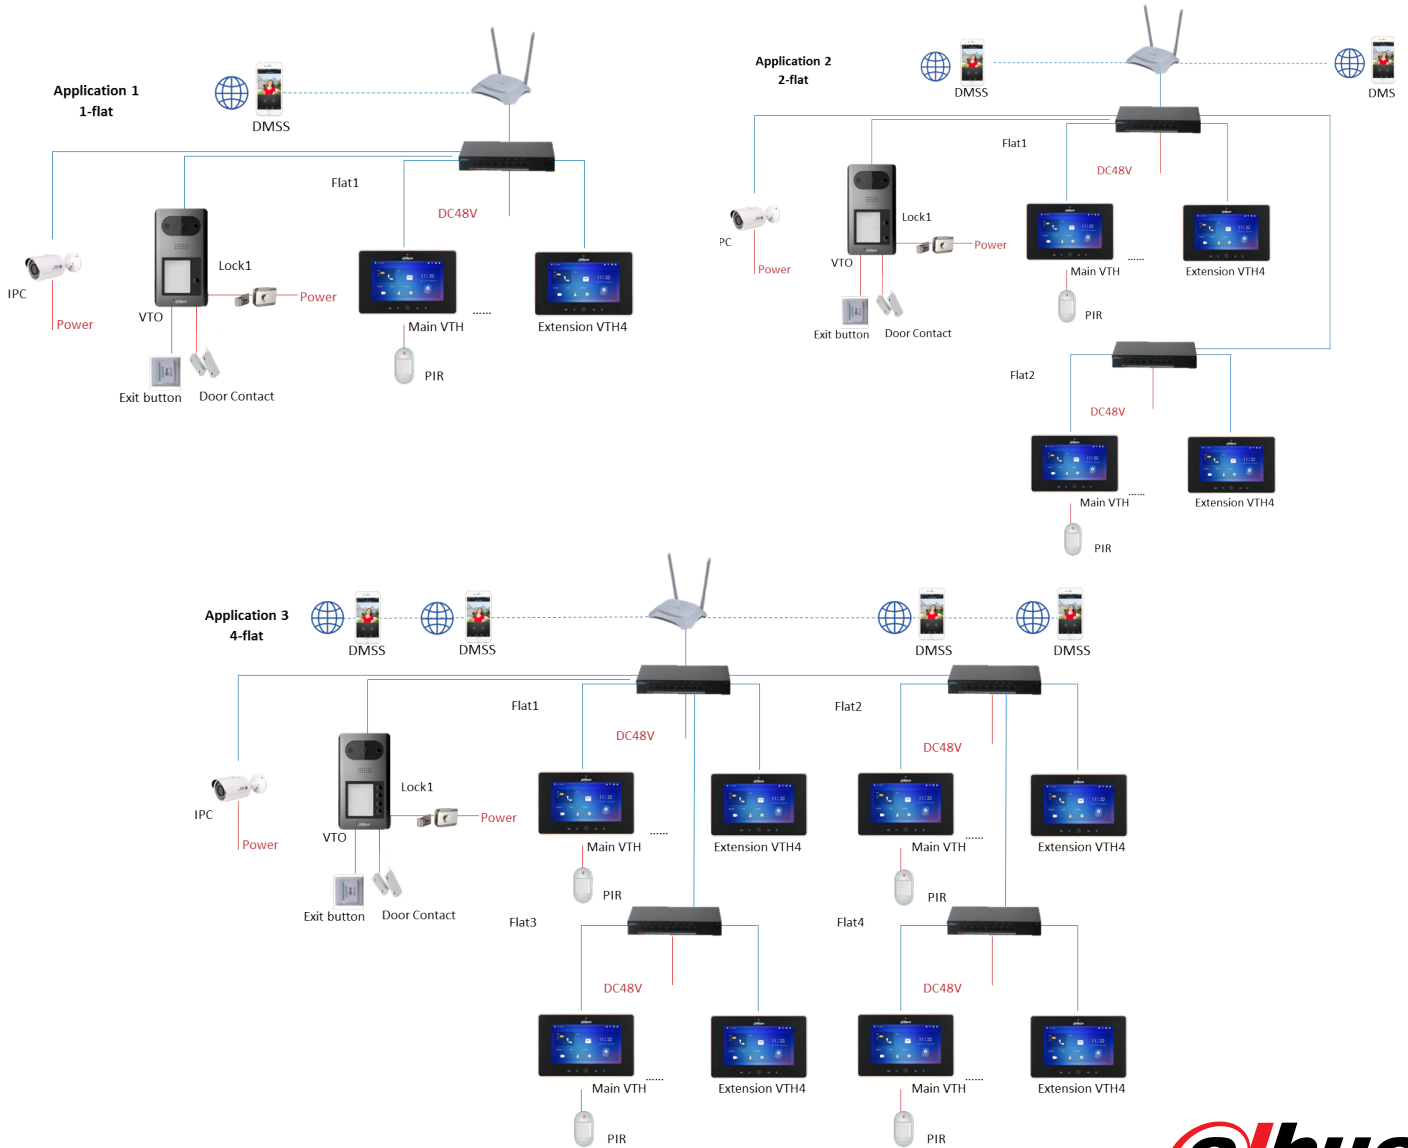 Application 1
1-flat
DMSS
Flat1
DC48V
IPC
Power
VTO
Lock1
Power
Exit button
Door Contact
Main VTH
......
Extension VTH4
PIR
Application 2
2-flat
DMSS
DMS
Flat1
DC48V
PC
Power
VTO
Lock1
Power
Exit button
Door Contact
Main VTH
......
Extension VTH4
PIR
Flat2
DC48V
Main VTH
......
Extension VTH4
PIR
Application 3
4-flat
DMSS
DMSS
DMSS
DMSS
Flat1
DC48V
Flat2
DC48V
IPC
Power
VTO
Lock1
Power
Exit button
Door Contact
Main VTH
......
Extension VTH4
PIR
Main VTH
......
Extension VTH4
PIR
Flat3
DC48V
Flat4
DC48V
Main VTH
......
Extension VTH4
PIR
Main VTH
......
Extension VTH4
PIR